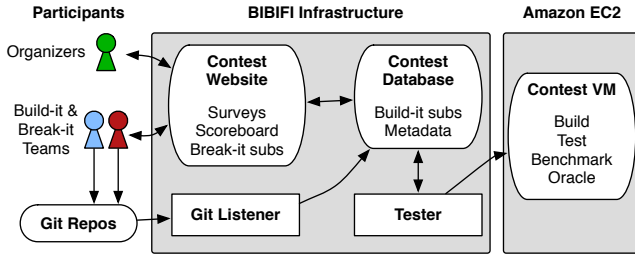 Participants
BIBIFI Infrastructure
Amazon EC2
Organizers
Build-it &
Break-it
Teams
Git Repos
Contest
Website
Surveys
Scoreboard
Break-it subs
Contest
Database
Build-it subs
Metadata
Git Listener
Tester
Contest VM
Build
Test
Benchmark
Oracle